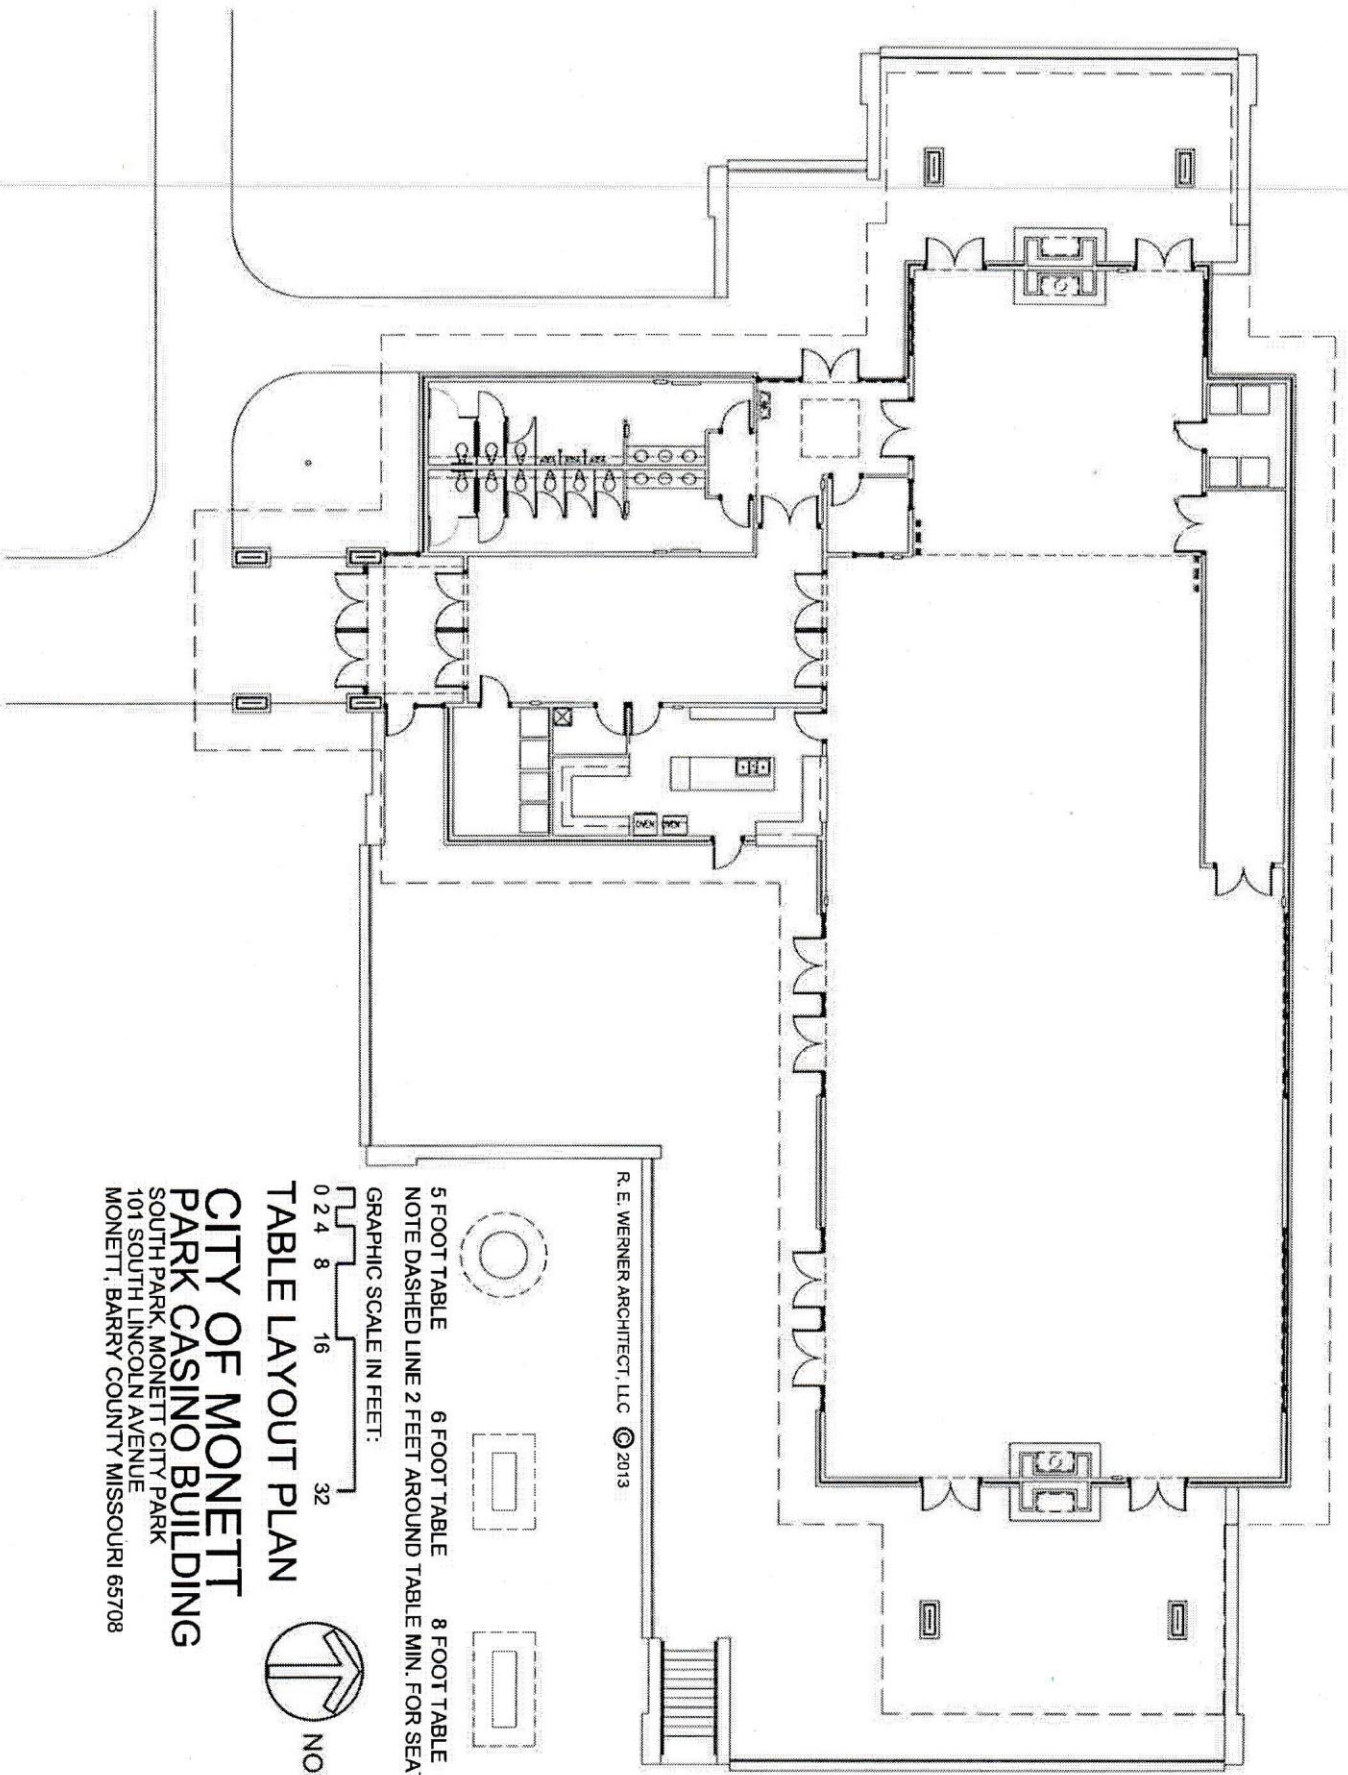 R. E. WERNER ARCHITECT, LLC © 2013
5 FOOT TABLE 6 FOOT TABLE 8 FOOT TABLE
NOTE DASHED LINE 2 FEET AROUND TABLE MIN. FOR SEAT
GRAPHIC SCALE IN FEET:
0 2 4 8 16 32
TABLE LAYOUT PLAN
NO
CITY OF MONETT
PARK CASINO BUILDING
SOUTH PARK, MONETT CITY PARK
101 SOUTH LINCOLN AVENUE
MONETT, BARRY COUNTY MISSOURI 65708
OVEN OVEN